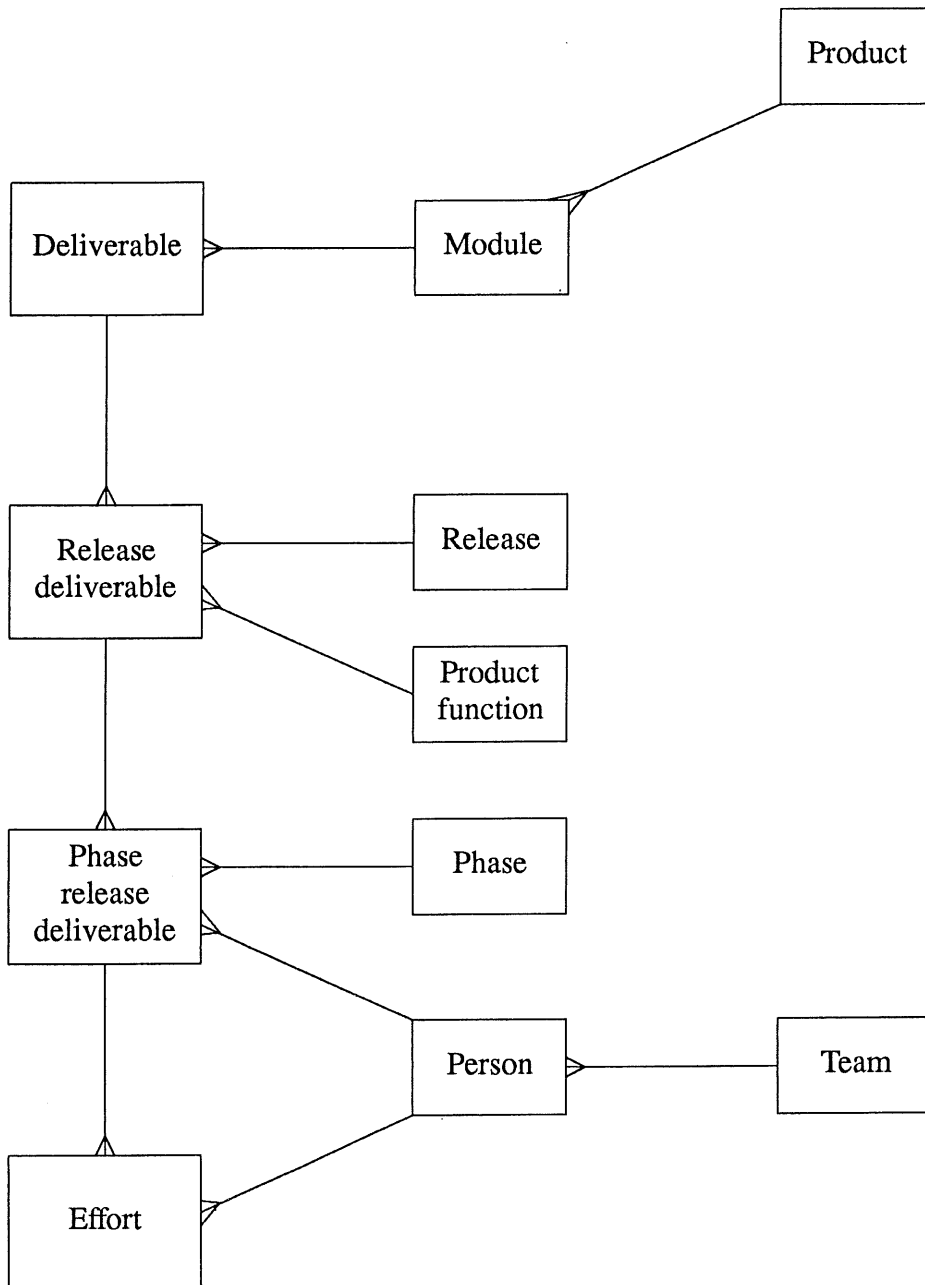 Product
Deliverable
Module
Release
deliverable
Release
Product
function
Phase
release
deliverable
Phase
Person
Team
Effort